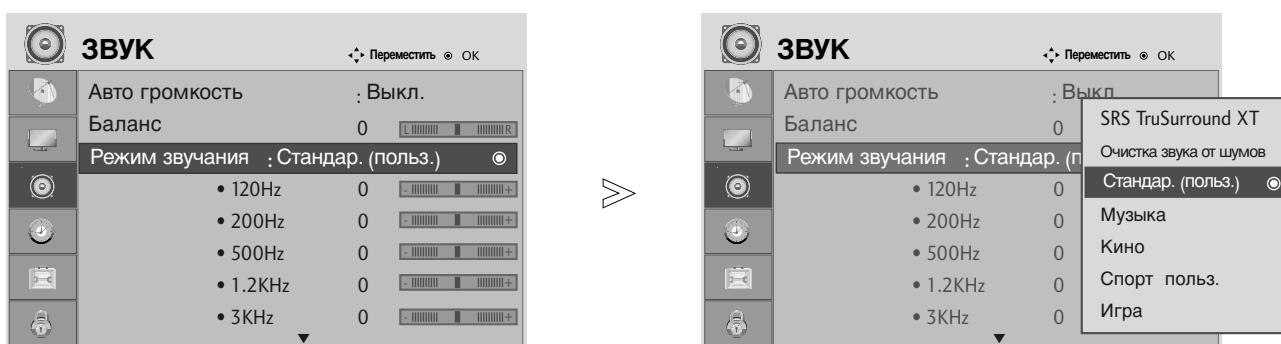 ЗВУК Переместить OK
Авто громкость : Выкл.
Баланс 0 L R
Режим звучания : Стандар. (польз.)
• 120Hz 0 - +
• 200Hz 0 - +
• 500Hz 0 - +
• 1.2KHz 0 - +
• 3KHz 0 - +
ЗВУК Переместить OK
Авто громкость : Выкл
Баланс 0
Режим звучания : Стандар. (п
• 120Hz 0
• 200Hz 0
• 500Hz 0
• 1.2KHz 0
• 3KHz 0
SRS TruSurround XT
Очистка звука от шумов
Стандар. (польз.)
Музыка
Кино
Спорт польз.
Игра